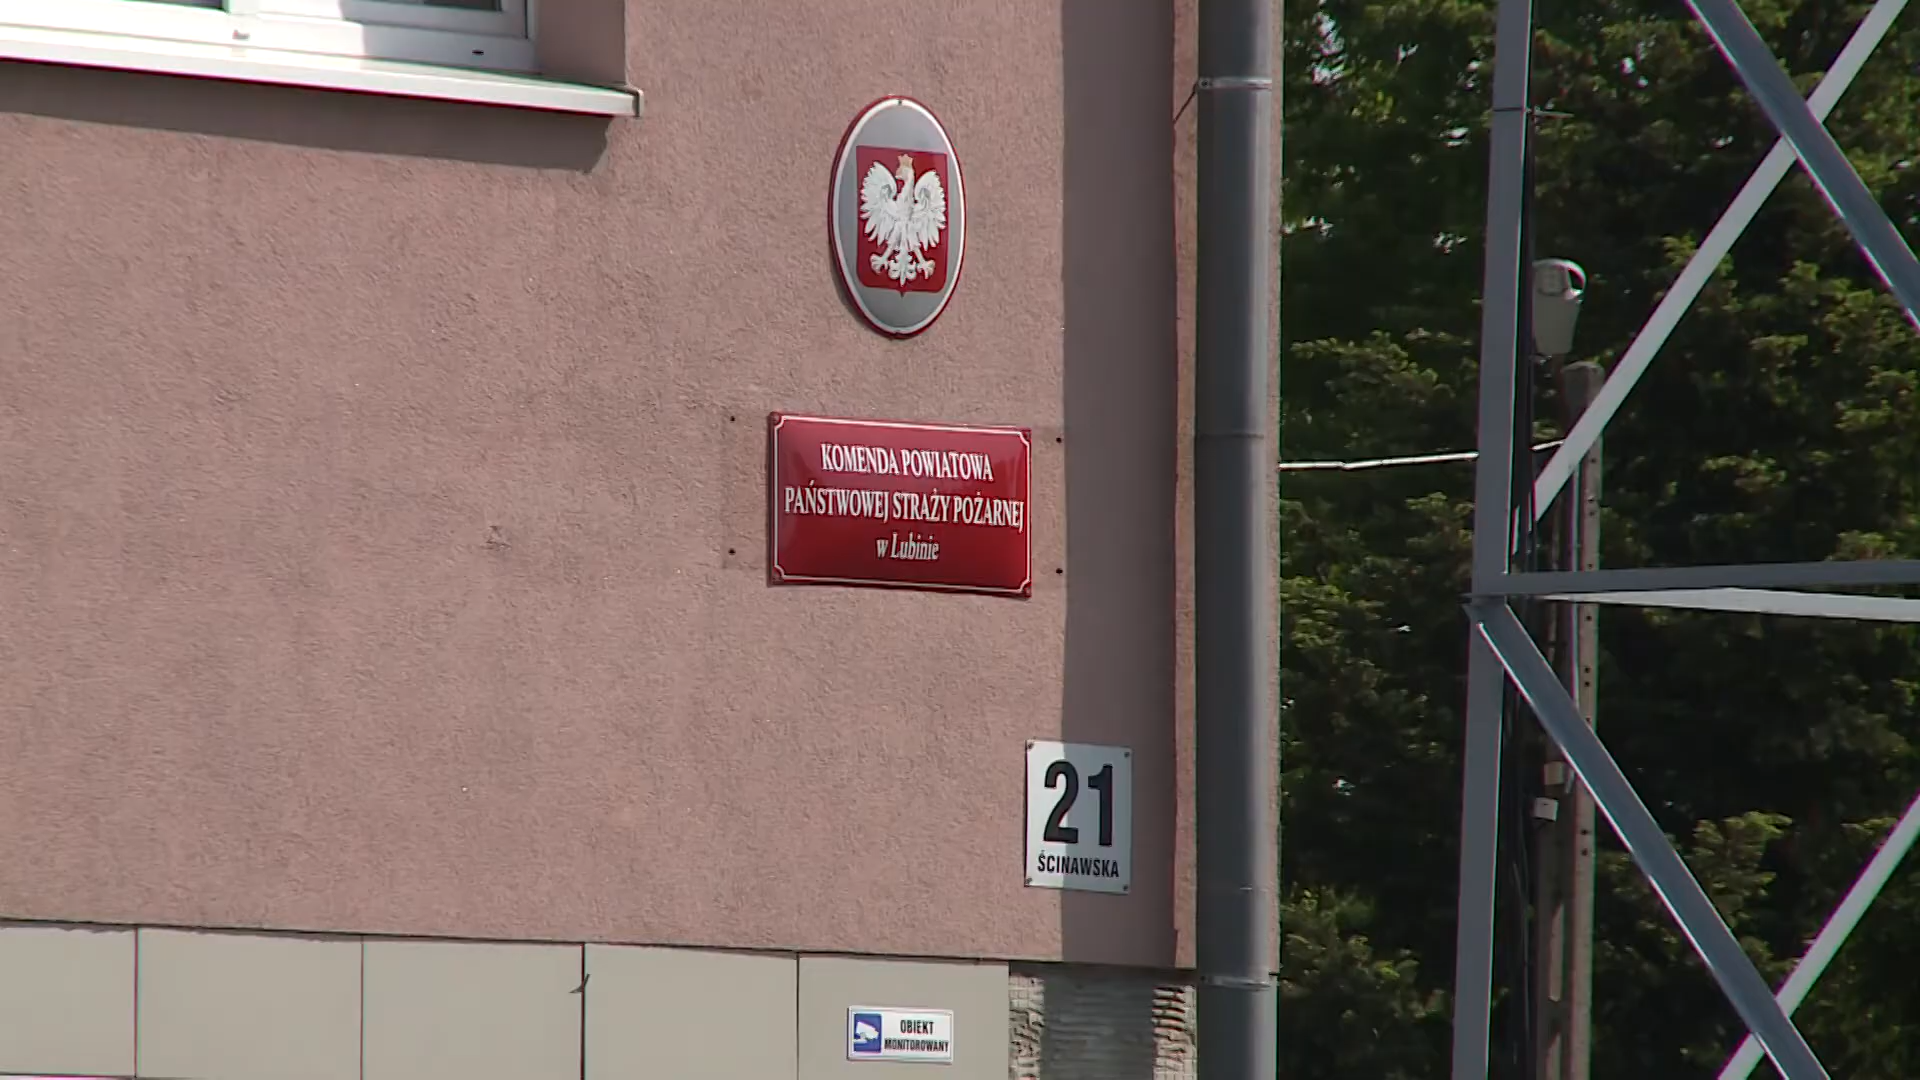 KOMENDA POWIATOWA
PAŃSTWOWEJ STRAŻY POŻARNEJ
w Lubinie
21
ŚCINAWSKA
OBIEKT
MONITOROWANY